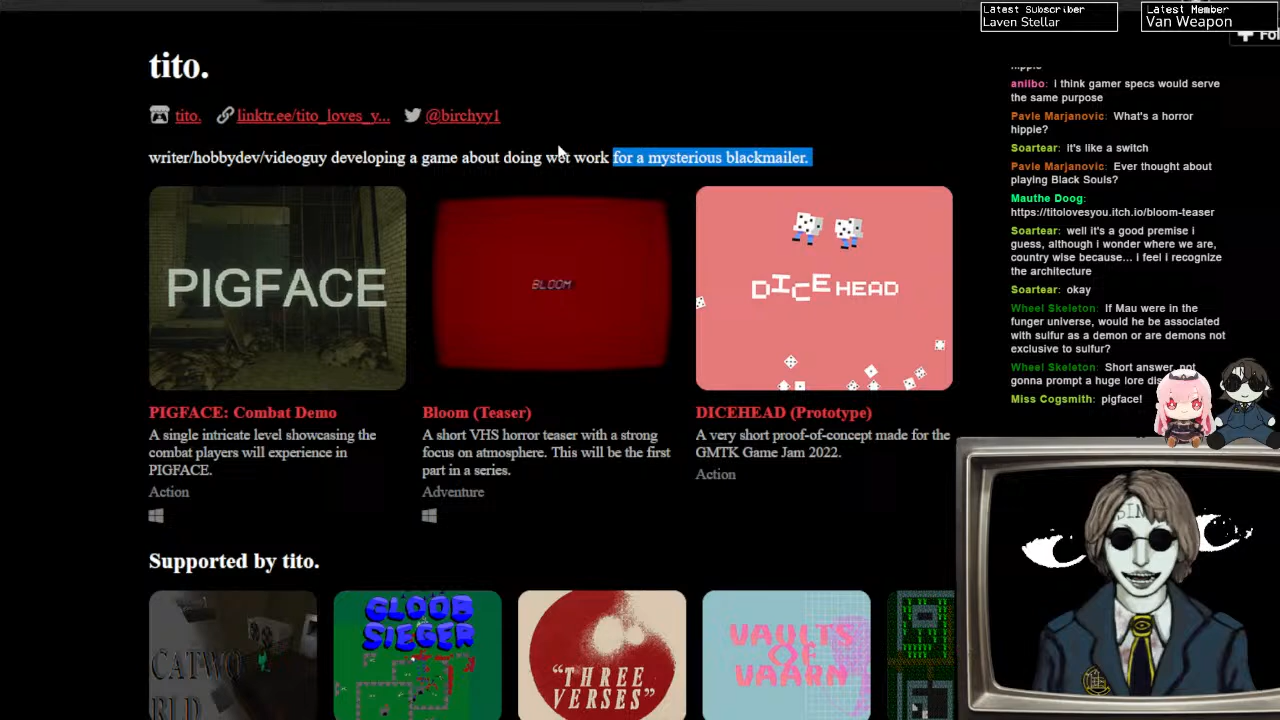 Latest Subscriber
Laven Stellar
Latest Member
Van Weapon
tito.
tito. linktr.ee/tito_loves_y... @birchyy1
writer/hobbydev/videoguy developing a game about doing wet work for a mysterious blackmailer.
PIGFACE
BLOOM
DICEHEAD
PIGFACE: Combat Demo
A single intricate level showcasing the
combat players will experience in
PIGFACE.
Action
Bloom (Teaser)
A short VHS horror teaser with a strong
focus on atmosphere. This will be the first
part in a series.
Adventure
DICEHEAD (Prototype)
A very short proof-of-concept made for the
GMTK Game Jam 2022.
Action
Supported by tito.
CATWO
RLD
GLOOB
SIEGER
"THREE
VERSES"
VAULTS
OF
VAARN
hippie
aniibo: i think gamer specs would serve
the same purpose
Pavle Marjanovic: What's a horror
hippie?
Soartear: it's like a switch
Pavle Marjanovic: Ever thought about
playing Black Souls?
Mauthe Doog:
https://titolovesyou.itch.io/bloom-teaser
Soartear: well it's a good premise i
guess, although i wonder where we are,
country wise because... i feel i recognize
the architecture
Soartear: okay
Wheel Skeleton: If Mau were in the
funger universe, would he be associated
with sulfur as a demon or are demons not
exclusive to sulfur?
Wheel Skeleton: Short answer, not
gonna prompt a huge lore dis
Miss Cogsmith: pigface!
SIN